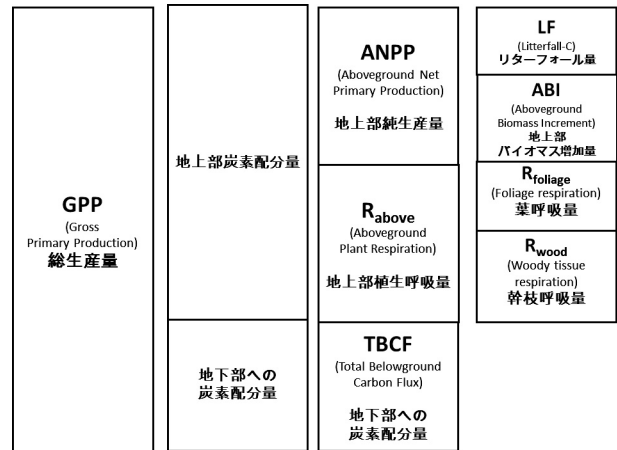 GPP
(Gross
Primary Production)
総生産量
地上部炭素配分量
地下部への
炭素配分量
ANPP
(Aboveground Net
Primary Production)
地上部純生産量
Rabove
(Aboveground
Plant Respiration)
地上部植生呼吸量
TBCF
(Total Belowground
Carbon Flux)
地下部への
炭素配分量
LF
(Litterfall-C)
リターフォール量
ABI
(Aboveground
Biomass Increment)
地上部
バイオマス増加量
Rfoliage
(Foliage respiration)
葉呼吸量
Rwood
(Woody tissue
respiration)
幹枝呼吸量